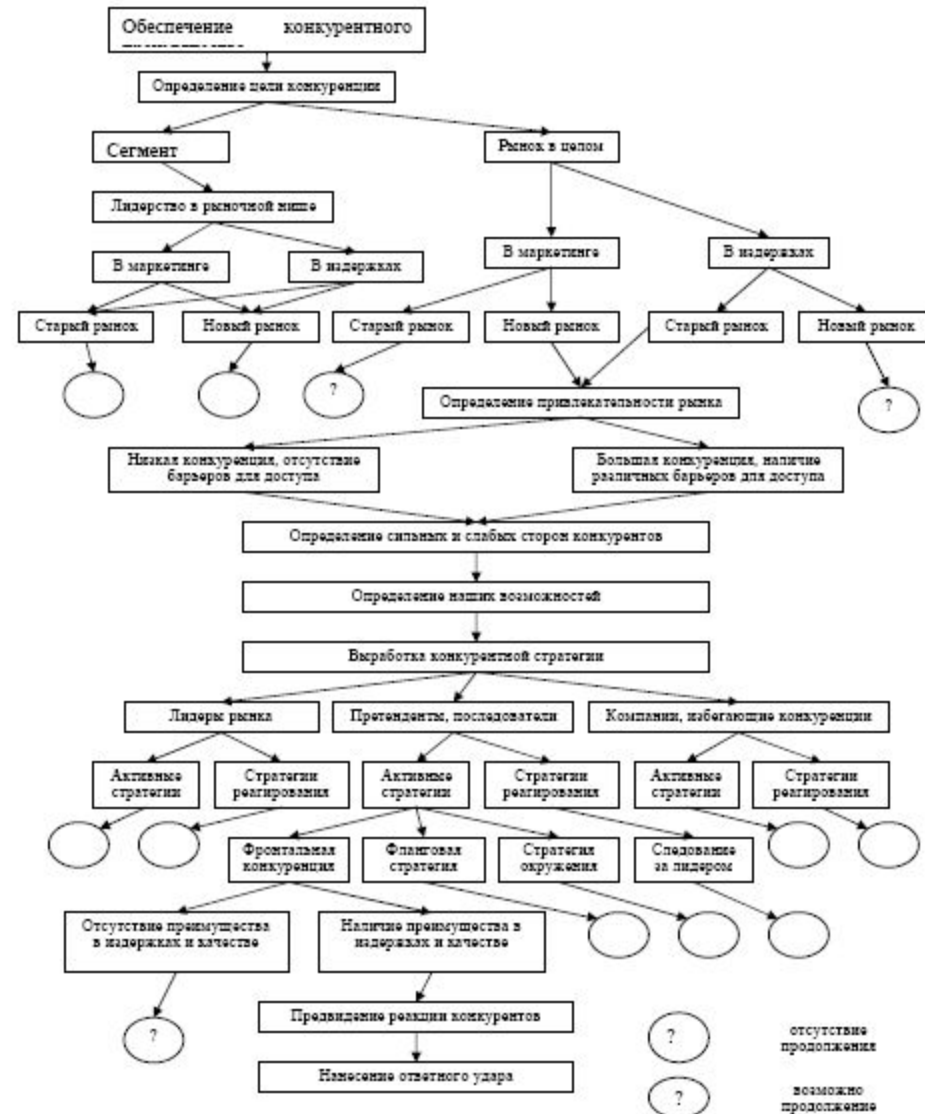 Обеспечение конкурентного
Определение цели конкуренции
Сегмент
Рынок в целом
Лидерство в рыночной нише
В маркетинге
В издержках
В маркетинге
В издержках
Старый рынок
Новый рынок
Старый рынок
Новый рынок
Старый рынок
Новый рынок
?
?
Определение привлекательности рынка
Низкая конкуренция, отсутствие
барьеров для доступа
Большая конкуренция, наличие
различных барьеров для доступа
Определение сильных и слабых сторон конкурентов
Определение наших возможностей
Выработка конкурентной стратегии
Лидеры рынка
Претенденты, последователи
Компании, избегающие конкуренции
Активные
стратегии
Стратегии
реагирования
Активные
стратегии
Стратегии
реагирования
Активные
стратегии
Стратегии
реагирования
Фронтальная
конкуренция
Фланговая
стратегия
Стратегия
окружения
Следование
за лидером
Отсутствие преимущества
в издержках и качестве
Наличие преимущества в
издержках и качестве
?
Предвидение реакции конкурентов
Нанесение ответного удара
?
отсутствие
продолжения
?
возможно
продолжение